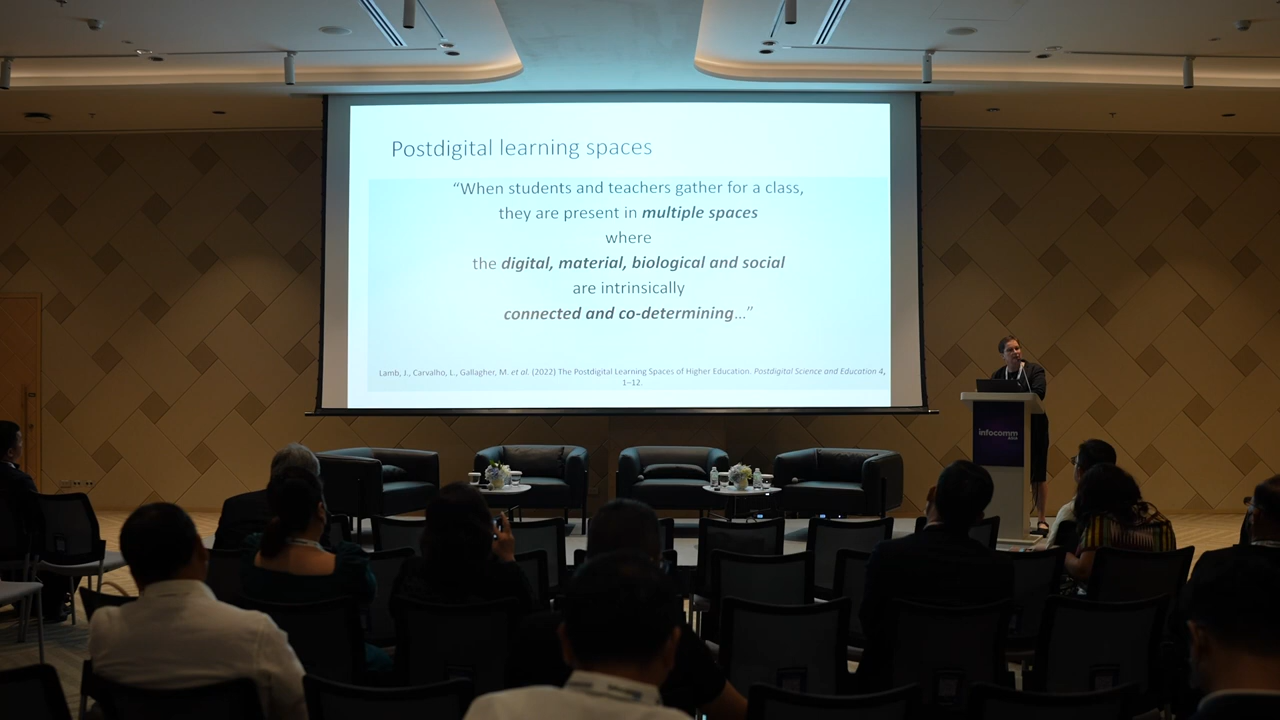 Postdigital learning spaces
“When students and teachers gather for a class,
they are present in multiple spaces
where
the digital, material, biological and social
are intrinsically
connected and co-determining…”
Lamb, J., Carvalho, L., Gallagher, M. et al. (2022) The Postdigital Learning Spaces of Higher Education. Postdigital Science and Education 4,
1–12.
infocomm